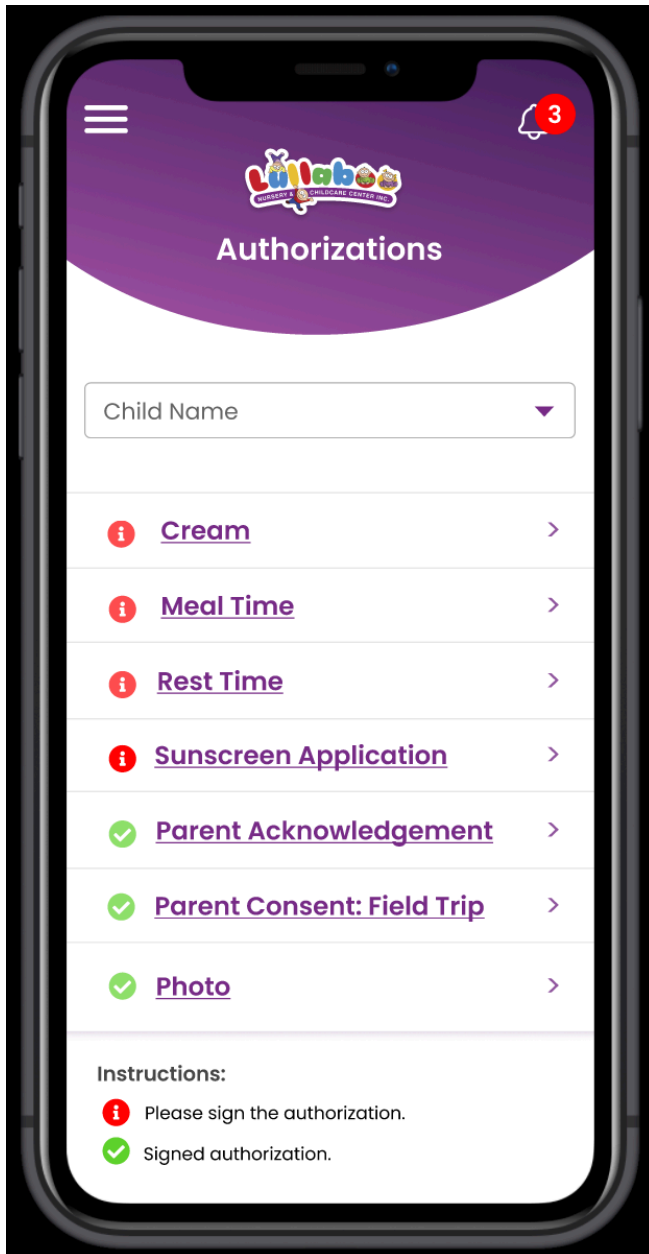 3
Lullaboo
NURSERY & CHILDCARE CENTER INC.
Authorizations
Child Name
Cream
Meal Time
Rest Time
Sunscreen Application
Parent Acknowledgement
Parent Consent: Field Trip
Photo
Instructions:
Please sign the authorization.
Signed authorization.